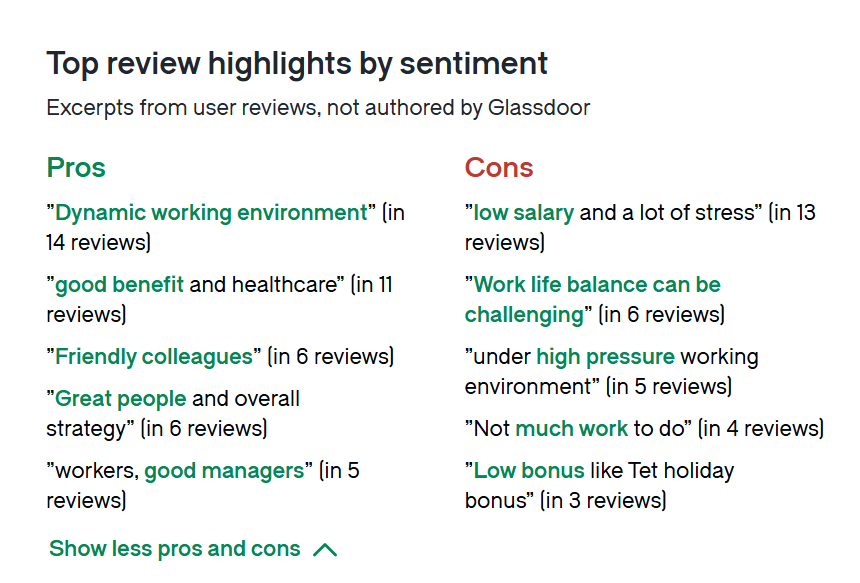 Top review highlights by sentiment
Excerpts from user reviews, not authored by Glassdoor
Pros
”Dynamic working environment” (in
14 reviews)
”good benefit and healthcare” (in 11
reviews)
”Friendly colleagues” (in 6 reviews)
”Great people and overall
strategy” (in 6 reviews)
”workers, good managers” (in 5
reviews)
Show less pros and cons
Cons
”low salary and a lot of stress” (in 13
reviews)
”Work life balance can be
challenging” (in 6 reviews)
”under high pressure working
environment” (in 5 reviews)
”Not much work to do” (in 4 reviews)
”Low bonus like Tet holiday
bonus” (in 3 reviews)